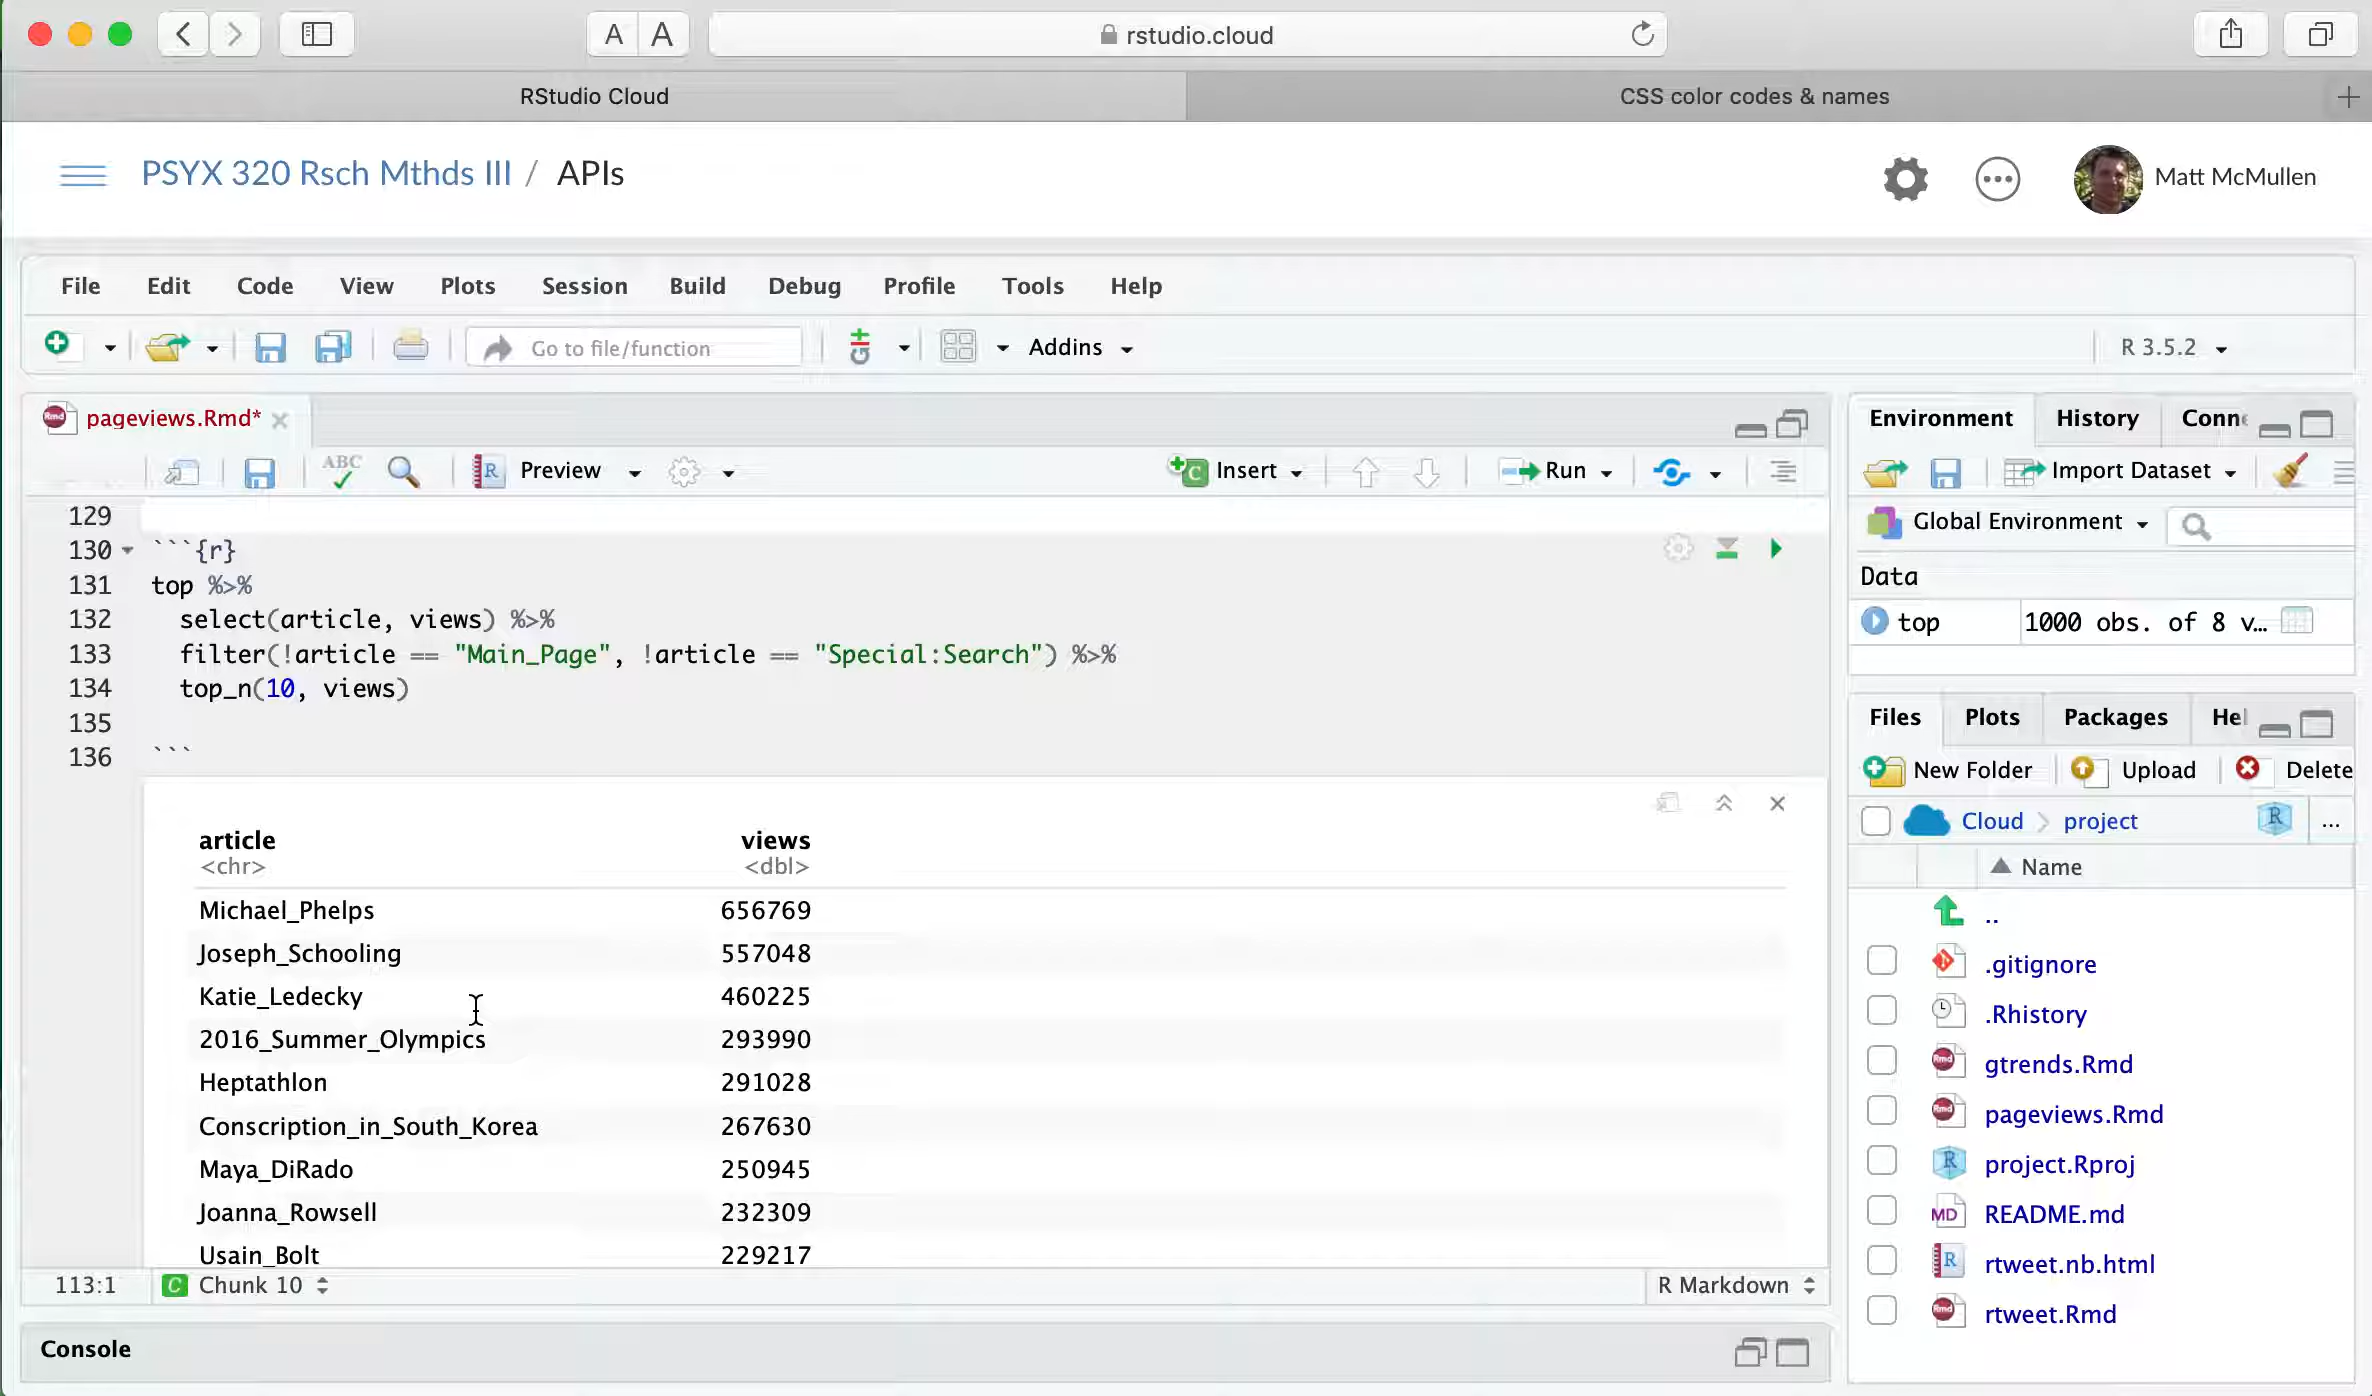 A A
rstudio.cloud
RStudio Cloud
CSS color codes & names
PSYX 320 Rsch Mthds III / APIs
Matt McMullen
File Edit Code View Plots Session Build Debug Profile Tools Help
Go to file/function
Addins
R 3.5.2
pageviews.Rmd*
ABC
Preview
Insert
Run
129
130 ```{r}
131 top %>%
132 select(article, views) %>%
133 filter(!article == "Main_Page", !article == "Special:Search") %>%
134 top_n(10, views)
135
136 ```
article views
<chr> <dbl>
Michael_Phelps 656769
Joseph_Schooling 557048
Katie_Ledecky 460225
2016_Summer_Olympics 293990
Heptathlon 291028
Conscription_in_South_Korea 267630
Maya_DiRado 250945
Joanna_Rowsell 232309
Usain_Bolt 229217
113:1 C Chunk 10 R Markdown
Console
Environment History Conne
Import Dataset
Global Environment
Data
top 1000 obs. of 8 v…
Files Plots Packages Hel
New Folder Upload Delete
Cloud project R ...
Name
..
.gitignore
.Rhistory
gtrends.Rmd
pageviews.Rmd
project.Rproj
README.md
rtweet.nb.html
rtweet.Rmd